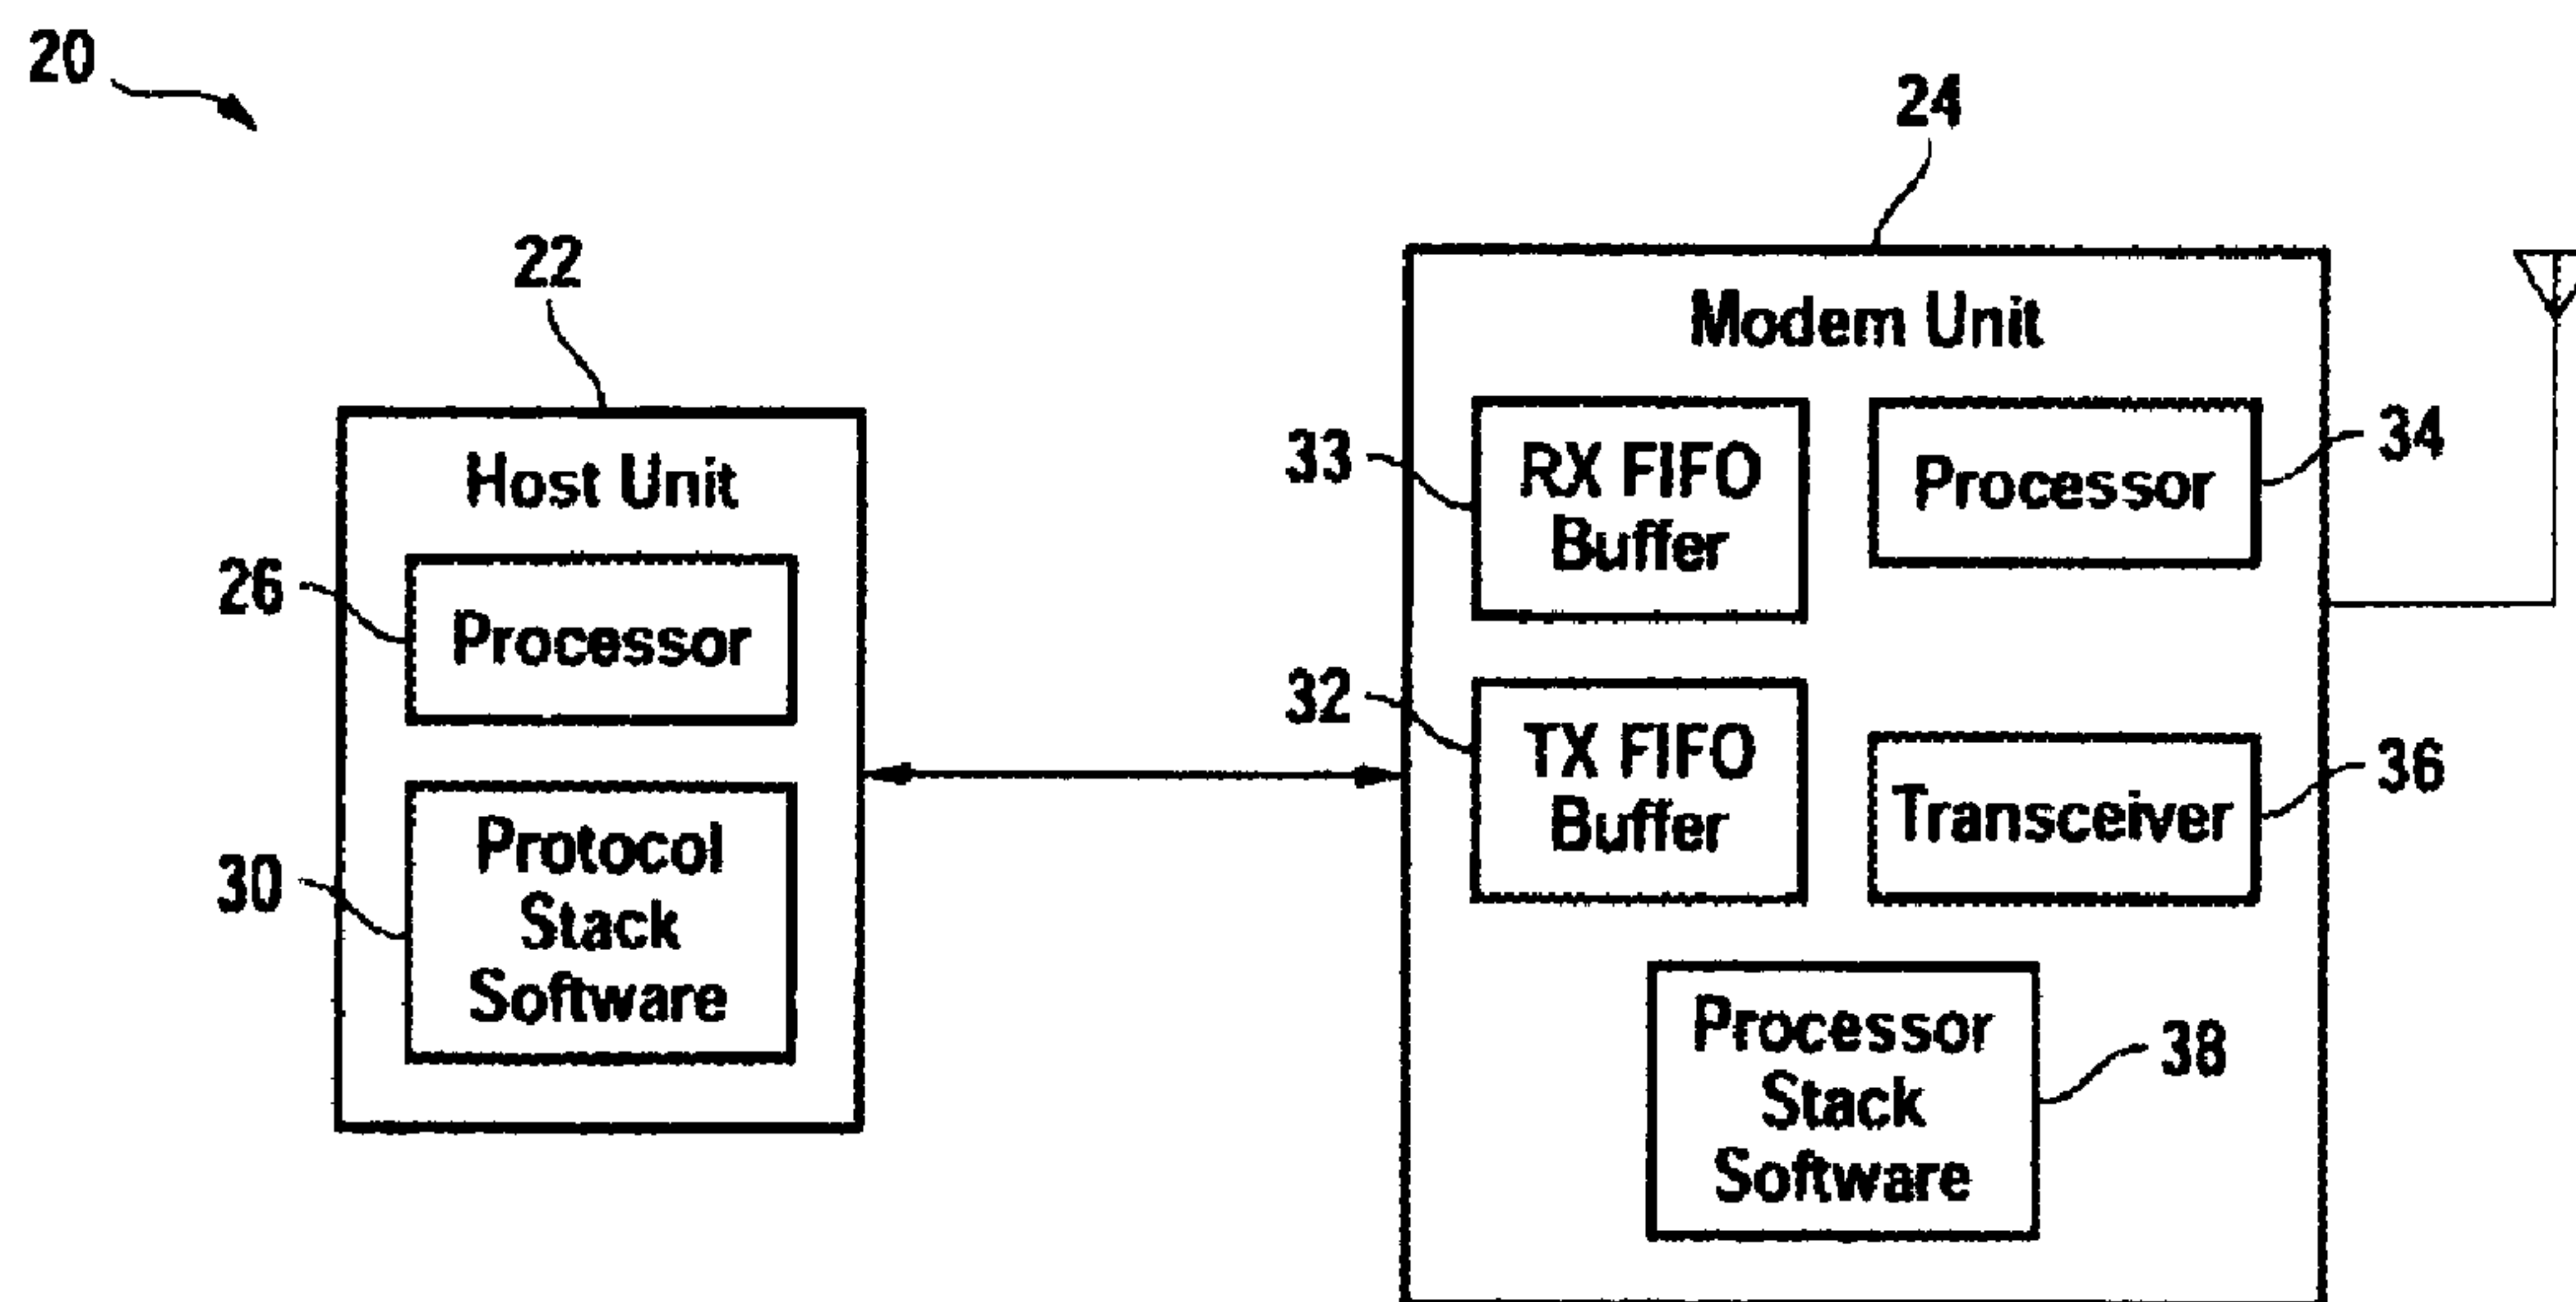 20
24
22
Modem Unit
Host Unit
33
RX FIFO
Buffer
Processor
34
26
Processor
32
TX FIFO
Buffer
Transceiver
36
30
Protocol
Stack
Software
Processor
Stack
Software
38